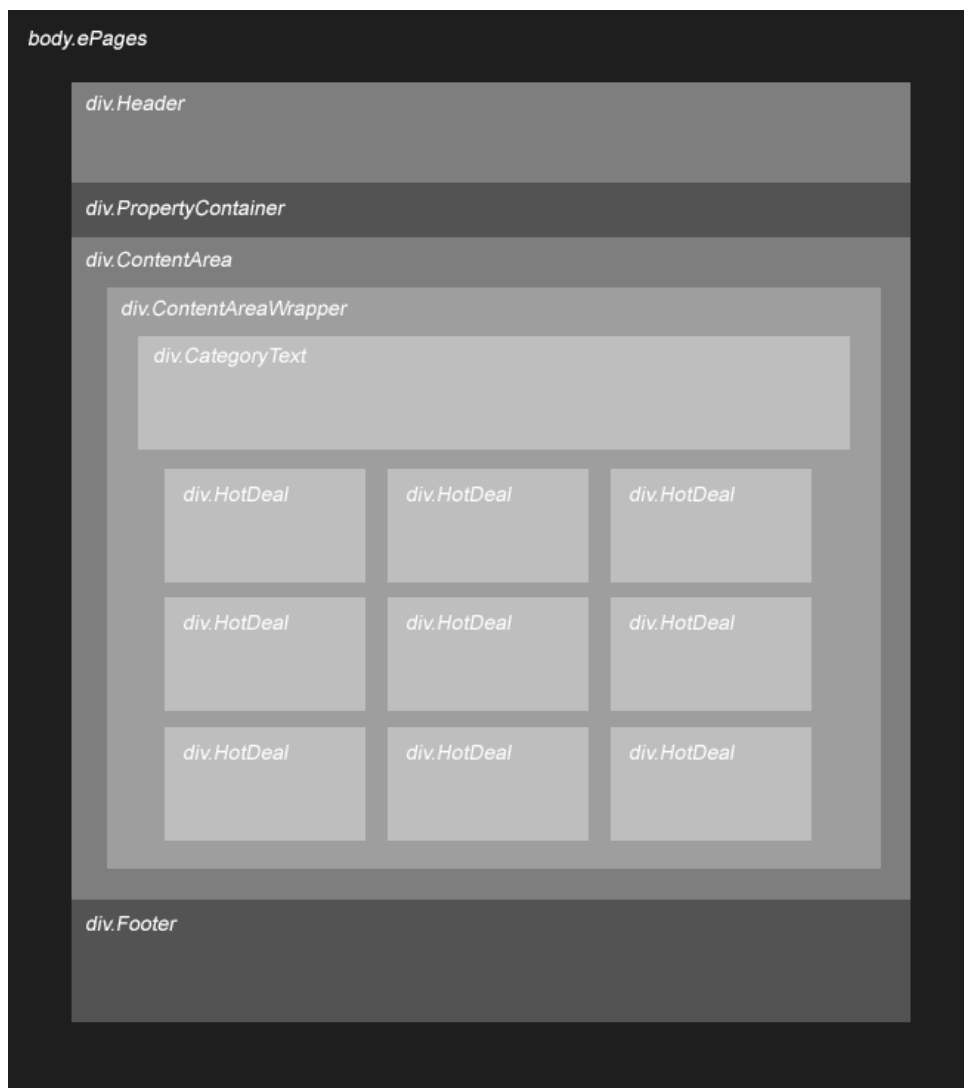 body.ePages
div.Header
div.PropertyContainer
div.ContentArea
div.ContentAreaWrapper
div.CategoryText
div.HotDeal div.HotDeal div.HotDeal
div.HotDeal div.HotDeal div.HotDeal
div.HotDeal div.HotDeal div.HotDeal
div.Footer